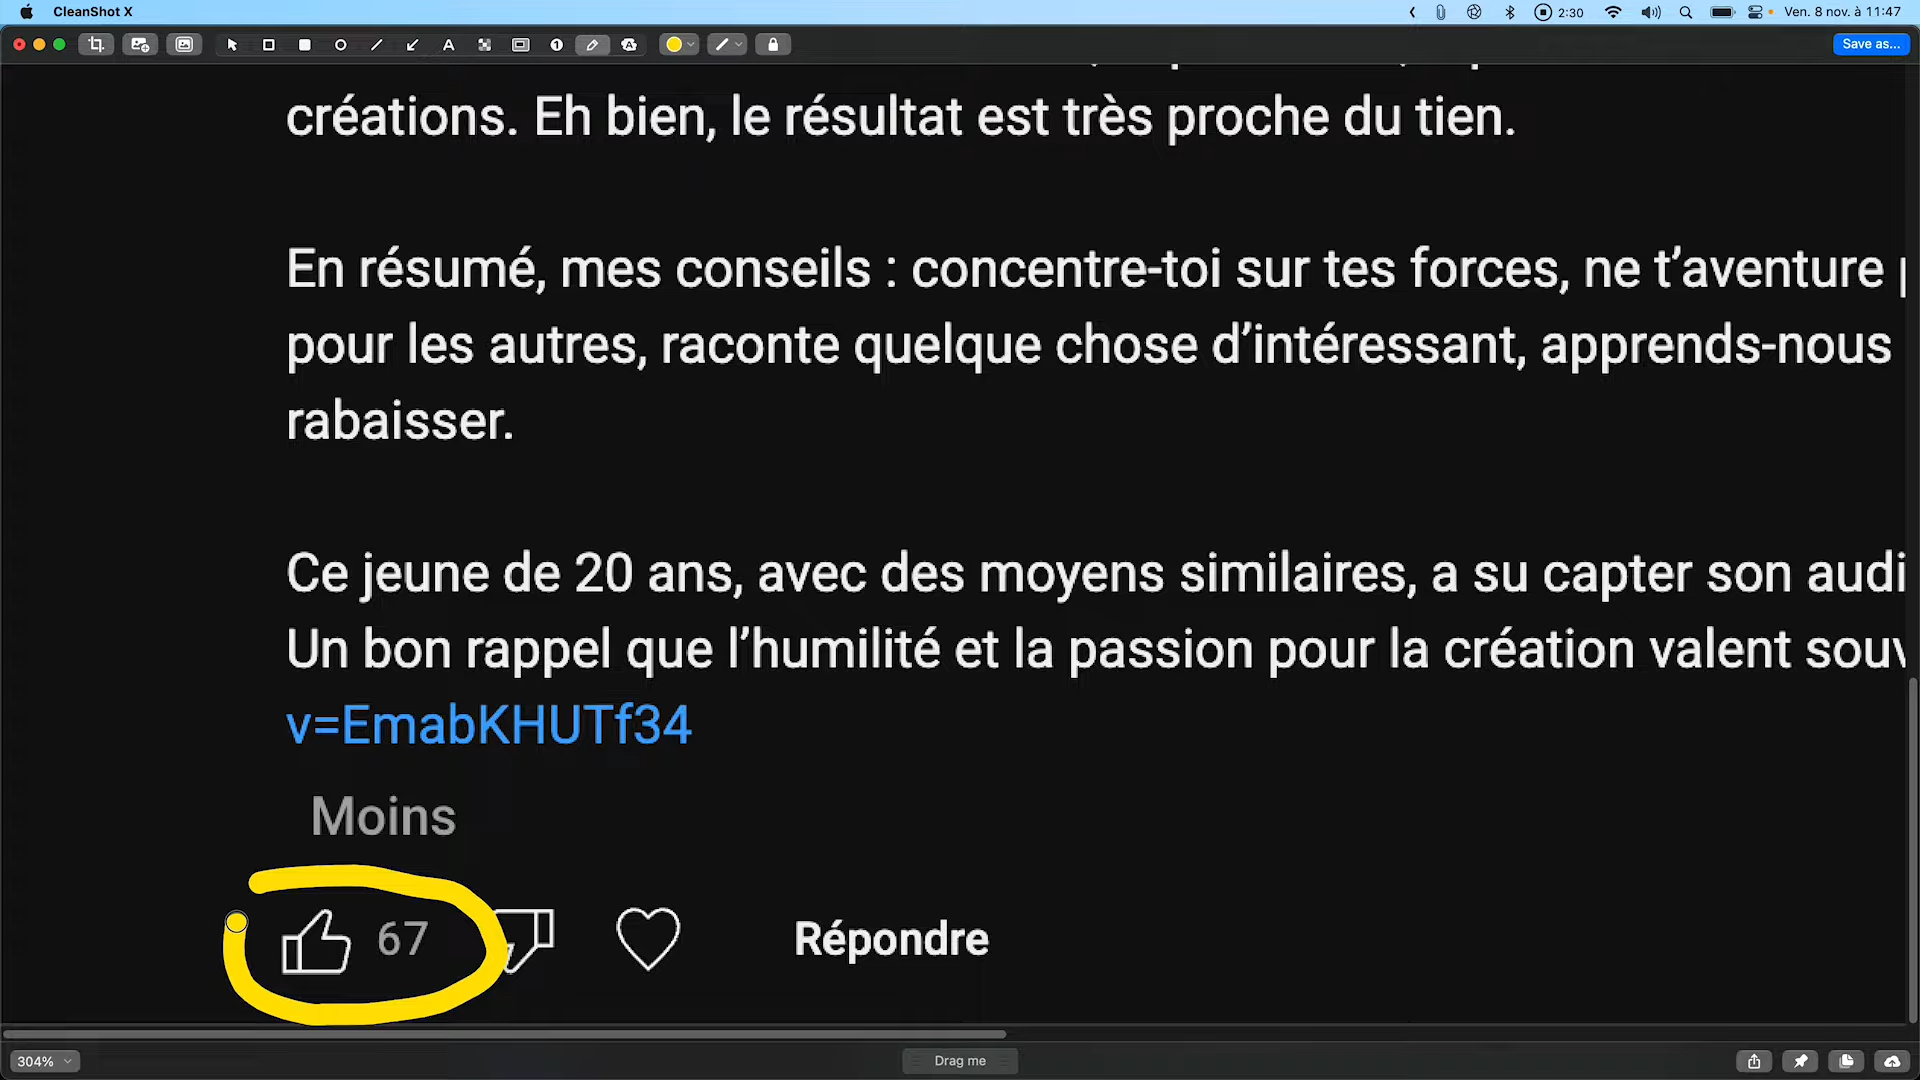 CleanShot X
2:30
Ven. 8 nov. à 11:47
Save as...
créations. Eh bien, le résultat est très proche du tien.
En résumé, mes conseils : concentre-toi sur tes forces, ne t’aventure
pour les autres, raconte quelque chose d’intéressant, apprends-nous
rabaisser.
Ce jeune de 20 ans, avec des moyens similaires, a su capter son audi
Un bon rappel que l’humilité et la passion pour la création valent souv
v=EmabKHUTf34
Moins
67
Répondre
304%
Drag me